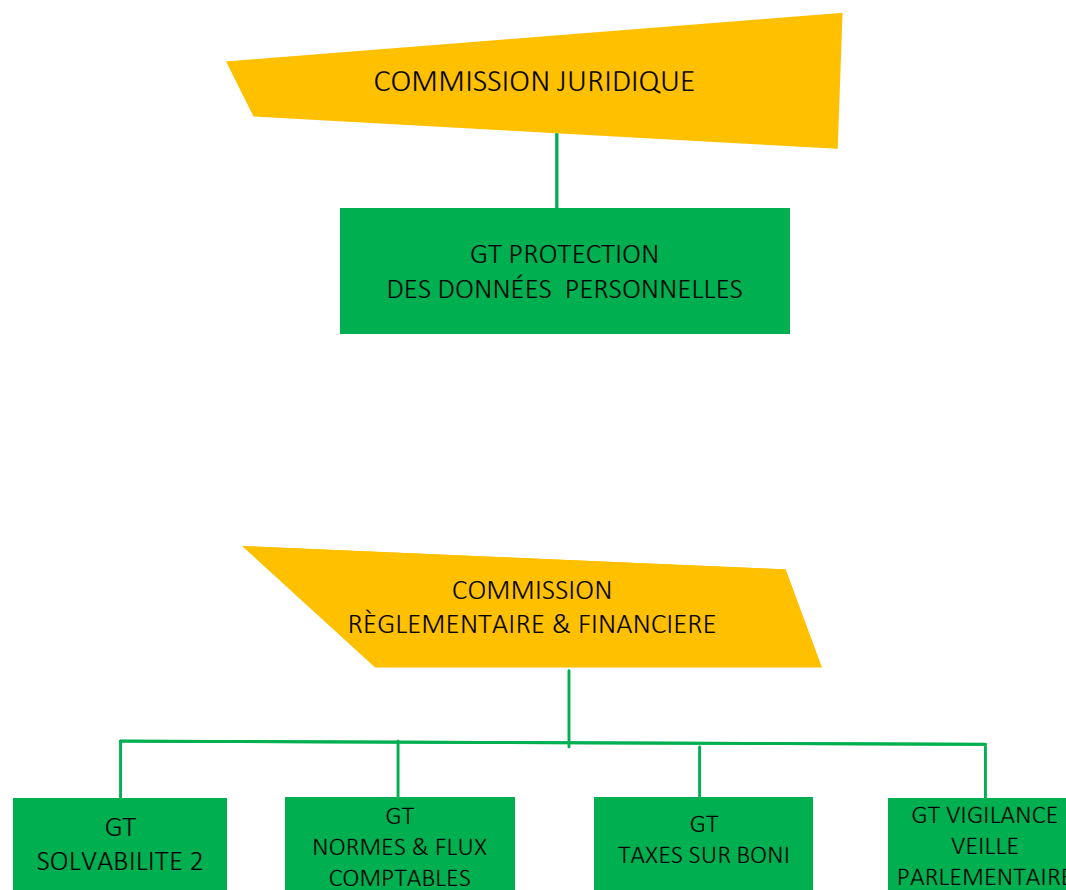 COMMISSION JURIDIQUE
GT PROTECTION
DES DONNÉES  PERSONNELLES
COMMISSION
RÈGLEMENTAIRE & FINANCIERE
GT
SOLVABILITE 2
GT
NORMES & FLUX
COMPTABLES
GT
TAXES SUR BONI
GT VIGILANCE
VEILLE
PARLEMENTAIRE